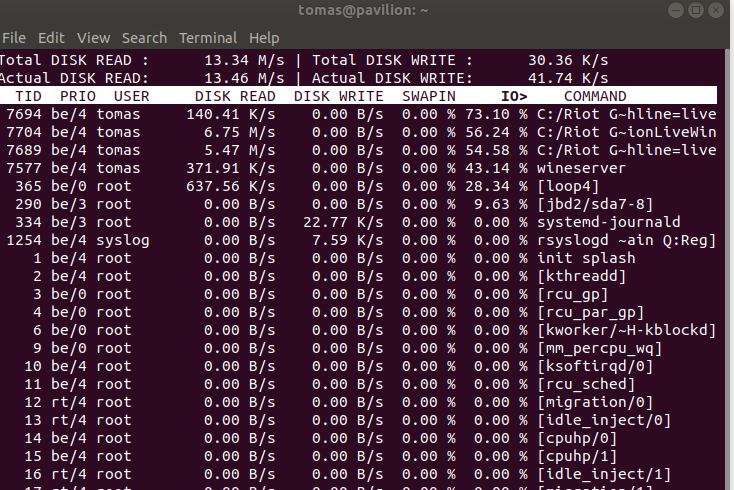 tomas@pavilion: ~
File Edit View Search Terminal Help
Total DISK READ : 13.34 M/s | Total DISK WRITE : 30.36 K/s
Actual DISK READ: 13.46 M/s | Actual DISK WRITE: 41.74 K/s
TID PRIO USER DISK READ DISK WRITE SWAPIN IO> COMMAND
7694 be/4 tomas 140.41 K/s 0.00 B/s 0.00 % 73.10 % C:/Riot G~hline=live
7704 be/4 tomas 6.75 M/s 0.00 B/s 0.00 % 56.24 % C:/Riot G~ionLiveWin
7689 be/4 tomas 5.47 M/s 0.00 B/s 0.00 % 54.58 % C:/Riot G~hline=live
7577 be/4 tomas 371.91 K/s 0.00 B/s 0.00 % 43.14 % wineserver
365 be/0 root 637.56 K/s 0.00 B/s 0.00 % 28.34 % [loop4]
290 be/3 root 0.00 B/s 0.00 B/s 0.00 % 9.63 % [jbd2/sda7-8]
334 be/3 root 0.00 B/s 22.77 K/s 0.00 % 0.00 % systemd-journald
1254 be/4 syslog 0.00 B/s 7.59 K/s 0.00 % 0.00 % rsyslogd ~ain Q:Reg]
1 be/4 root 0.00 B/s 0.00 B/s 0.00 % 0.00 % init splash
2 be/4 root 0.00 B/s 0.00 B/s 0.00 % 0.00 % [kthreadd]
3 be/0 root 0.00 B/s 0.00 B/s 0.00 % 0.00 % [rcu_gp]
4 be/0 root 0.00 B/s 0.00 B/s 0.00 % 0.00 % [rcu_par_gp]
6 be/0 root 0.00 B/s 0.00 B/s 0.00 % 0.00 % [kworker/~H-kblockd]
9 be/0 root 0.00 B/s 0.00 B/s 0.00 % 0.00 % [mm_percpu_wq]
10 be/4 root 0.00 B/s 0.00 B/s 0.00 % 0.00 % [ksoftirqd/0]
11 be/4 root 0.00 B/s 0.00 B/s 0.00 % 0.00 % [rcu_sched]
12 rt/4 root 0.00 B/s 0.00 B/s 0.00 % 0.00 % [migration/0]
13 rt/4 root 0.00 B/s 0.00 B/s 0.00 % 0.00 % [idle_inject/0]
14 be/4 root 0.00 B/s 0.00 B/s 0.00 % 0.00 % [cpuhp/0]
15 be/4 root 0.00 B/s 0.00 B/s 0.00 % 0.00 % [cpuhp/1]
16 rt/4 root 0.00 B/s 0.00 B/s 0.00 % 0.00 % [idle_inject/1]